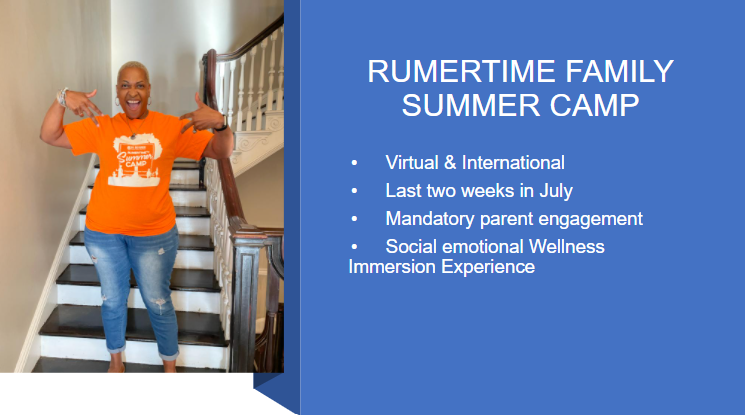 RUMERTIME FAMILY
SUMMER CAMP
• Virtual & International
• Last two weeks in July
• Mandatory parent engagement
• Social emotional Wellness
Immersion Experience
Summer
CAMP